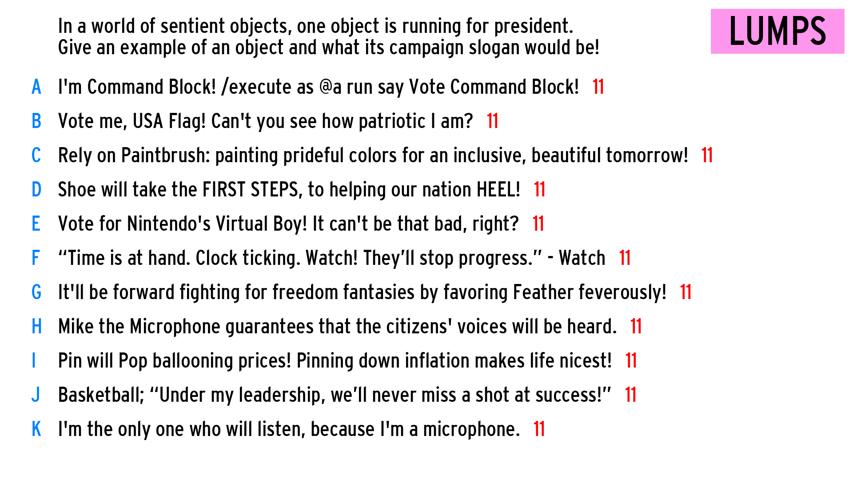 In a world of sentient objects, one object is running for president.
Give an example of an object and what its campaign slogan would be!
LUMPS
A I'm Command Block! /execute as @a run say Vote Command Block! 11
B Vote me, USA Flag! Can't you see how patriotic I am? 11
C Rely on Paintbrush: painting prideful colors for an inclusive, beautiful tomorrow! 11
D Shoe will take the FIRST STEPS, to helping our nation HEEL! 11
E Vote for Nintendo's Virtual Boy! It can't be that bad, right? 11
F “Time is at hand. Clock ticking. Watch! They’ll stop progress.” - Watch 11
G It'll be forward fighting for freedom fantasies by favoring Feather feverously! 11
H Mike the Microphone guarantees that the citizens' voices will be heard. 11
I Pin will Pop ballooning prices! Pinning down inflation makes life nicest! 11
J Basketball; “Under my leadership, we’ll never miss a shot at success!” 11
K I'm the only one who will listen, because I'm a microphone. 11